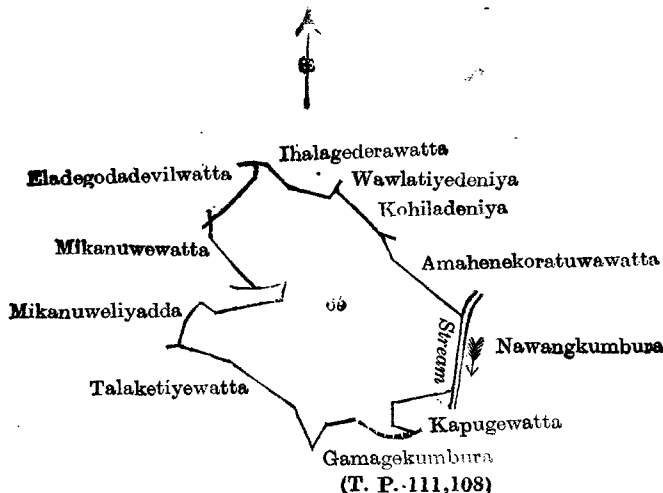 Ihalagederawatta
Eladegodadevilwatta
Wawlatiyedeniya
Kohiladeniya
Mikanuwewatta
Amahenekoratuwawatta
Mikanuweliyadda
Stream
Nawangkumbura
Talaketiyewatta
Kapugewatta
Gamagekumbura
(T. P. 111,108)